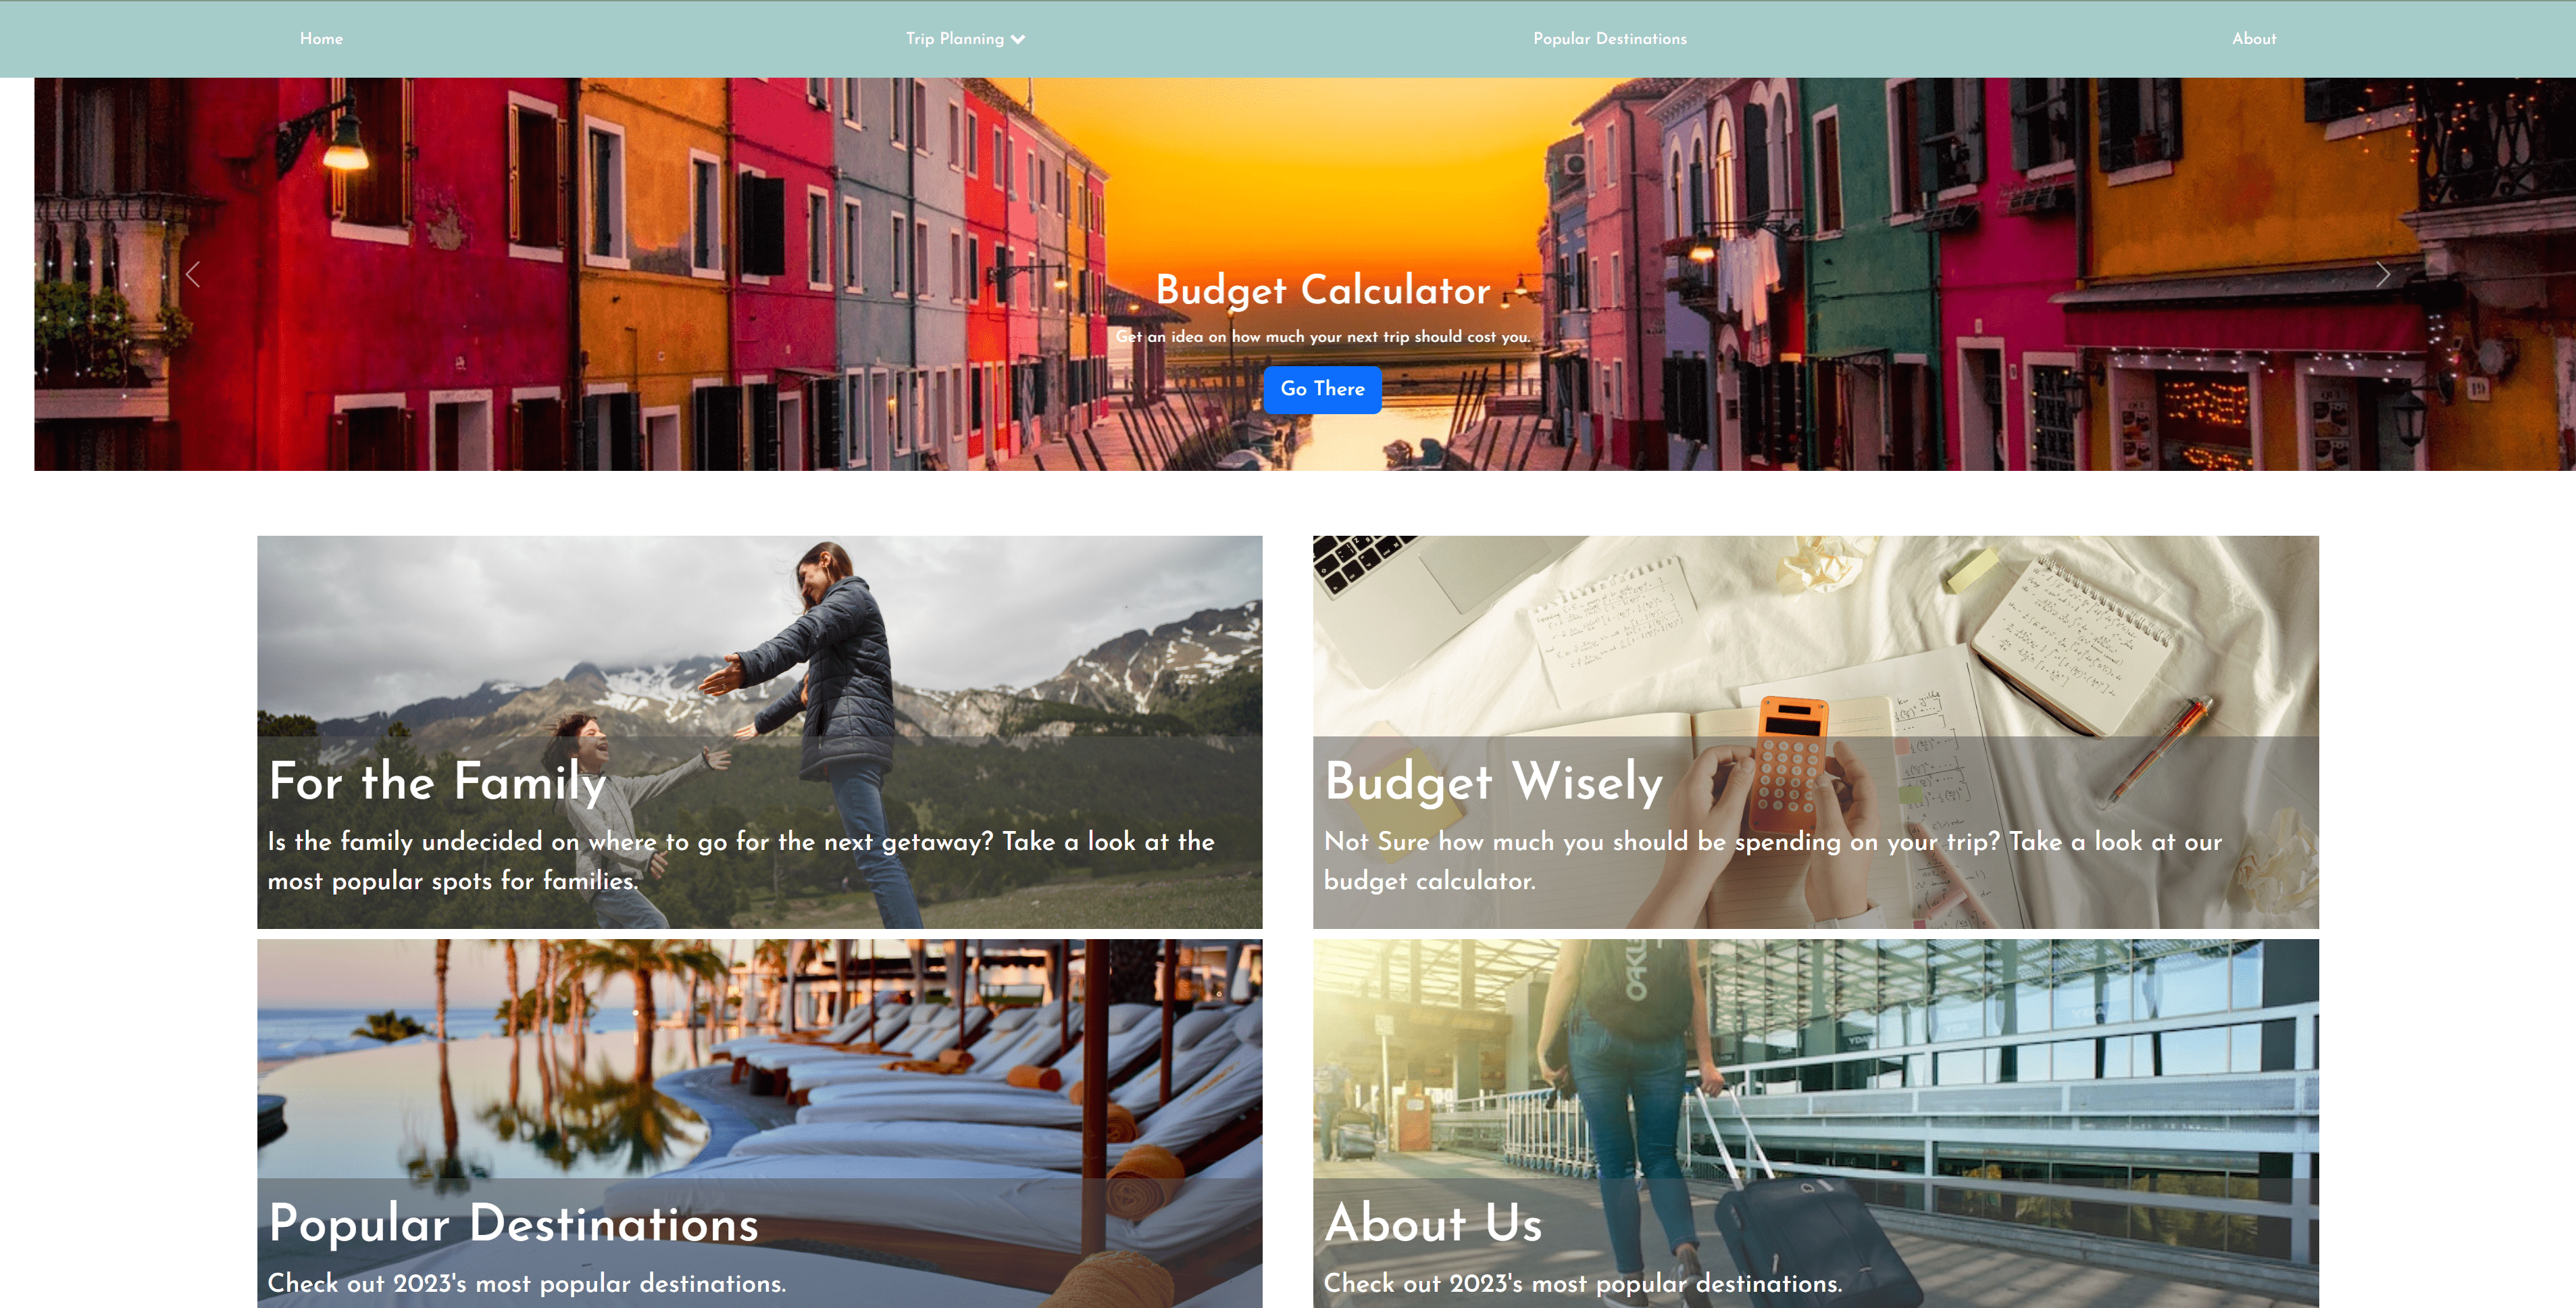 Home
Trip Planning
Popular Destinations
About
Budget Calculator
Get an idea on how much your next trip should cost you.
Go There
For the Family
Is the family undecided on where to go for the next getaway? Take a look at the
most popular spots for families.
Budget Wisely
Not Sure how much you should be spending on your trip? Take a look at our
budget calculator.
OAKLE
Popular Destinations
Check out 2023's most popular destinations.
About Us
Check out 2023's most popular destinations.